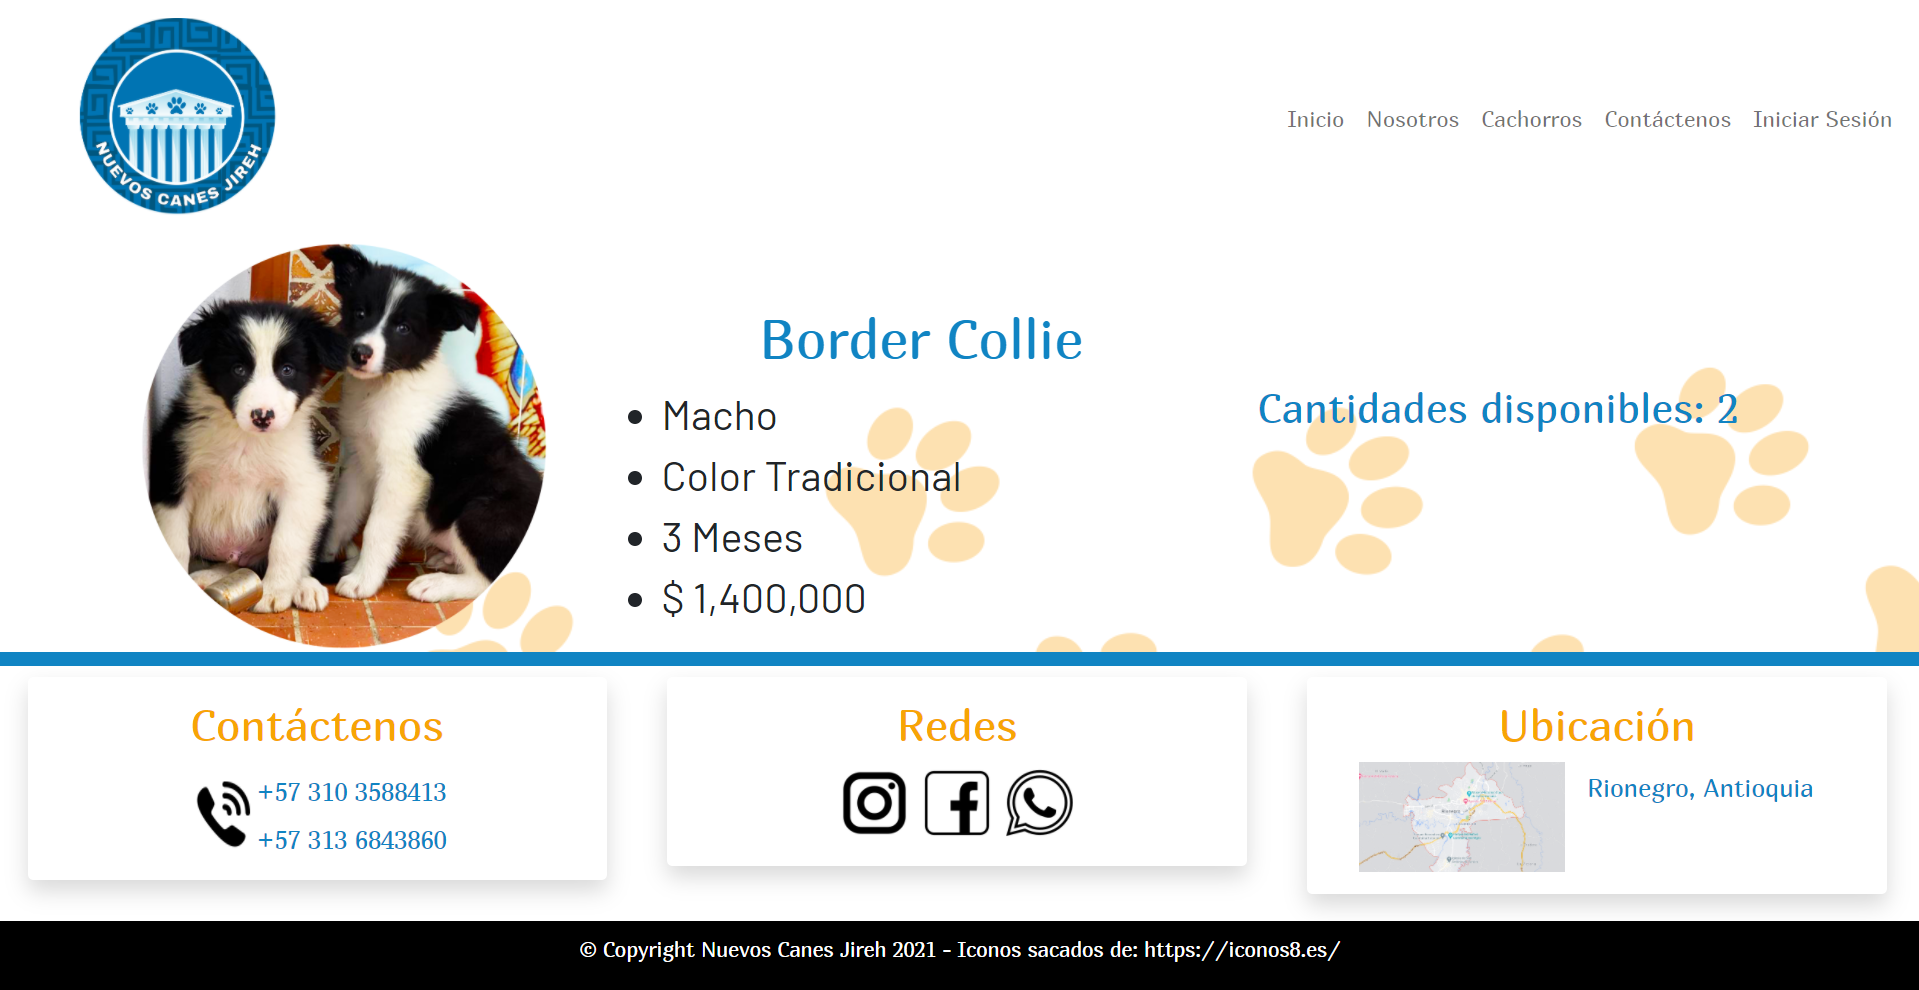 NUEVOS CANES JIREH
Inicio Nosotros Cachorros Contáctenos Iniciar Sesión
Border Collie
Macho
Color Tradicional
3 Meses
$ 1,400,000
Cantidades disponibles: 2
Contáctenos
+57 310 3588413
+57 313 6843860
Redes
Ubicación
Rionegro, Antioquia
© Copyright Nuevos Canes Jireh 2021 - Iconos sacados de: https://iconos8.es/